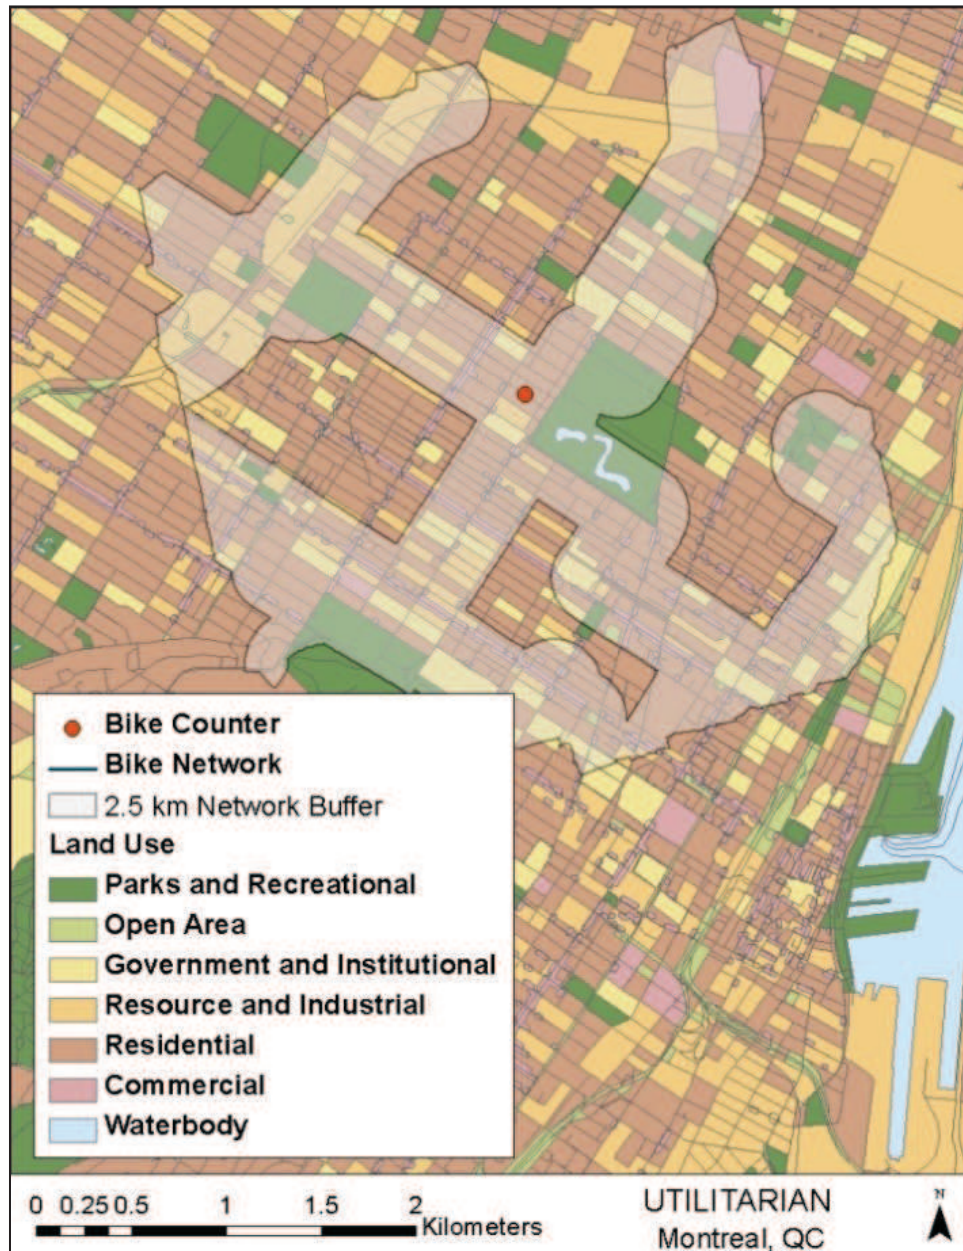 Bike Counter
Bike Network
2.5 km Network Buffer
Land Use
Parks and Recreational
Open Area
Government and Institutional
Resource and Industrial
Residential
Commercial
Waterbody
0 0.25 0.5 1 1.5 2
Kilometers
UTILITARIAN
Montreal, QC
N